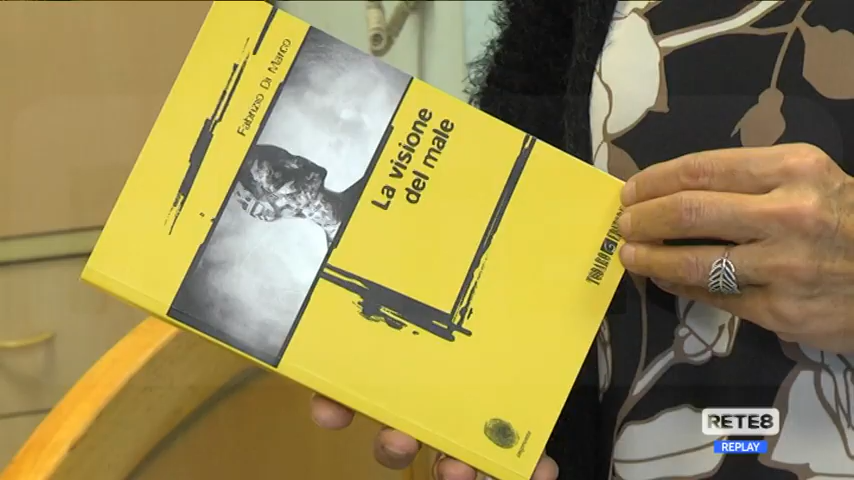 Fabrizio Di Marco
La visione
del male
RETE8
REPLAY